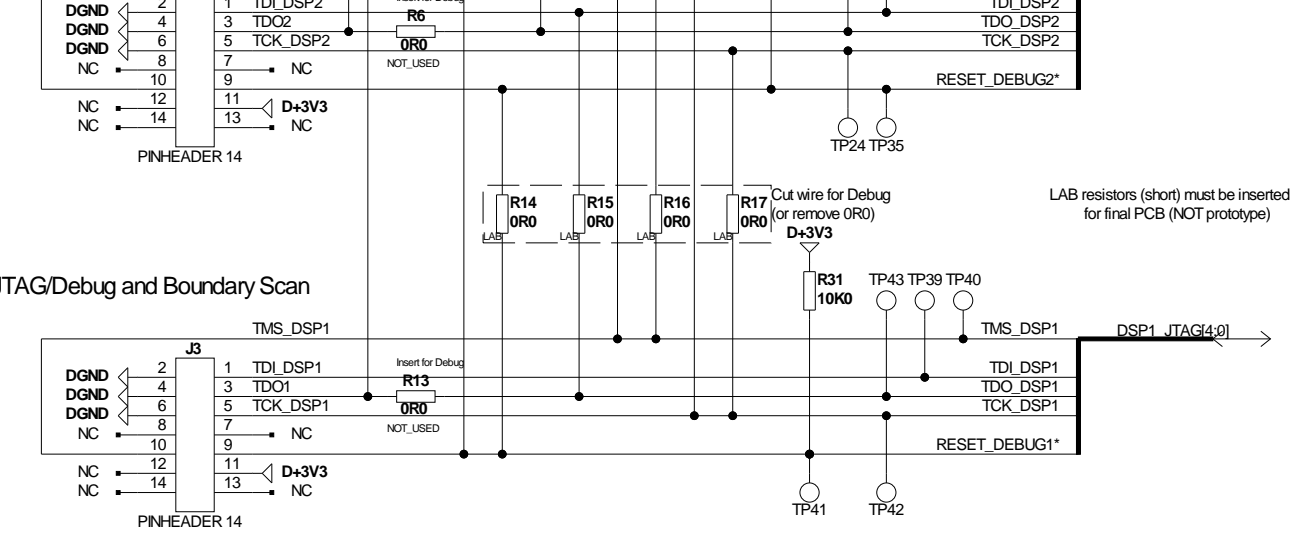 2 1 TDI_DSP2 Insert for Debug TDI_DSP2
DGND 4 3 TDO2 R6 TDO_DSP2
DGND 6 5 TCK_DSP2 0R0 TCK_DSP2
DGND
NC 8 7 NC NOT_USED
10 9 RESET_DEBUG2*
NC 12 11 D+3V3
NC 14 13 NC
TP24 TP35
PINHEADER 14
R14 R15 R16 R17
0R0 0R0 0R0 0R0
LAB LAB LAB LAB
Cut wire for Debug
(or remove 0R0)
D+3V3
LAB resistors (short) must be inserted
for final PCB (NOT prototype)
R31
10K0
TP43 TP39 TP40
JTAG/Debug and Boundary Scan
TMS_DSP1 TMS_DSP1 DSP1_JTAG[4:0]
J3
2 1 TDI_DSP1 Insert for Debug TDI_DSP1
DGND 4 3 TDO1 R13 TDO_DSP1
DGND 6 5 TCK_DSP1 0R0 TCK_DSP1
DGND
NC 8 7 NC NOT_USED
10 9 RESET_DEBUG1*
NC 12 11 D+3V3
NC 14 13 NC
TP41 TP42
PINHEADER 14